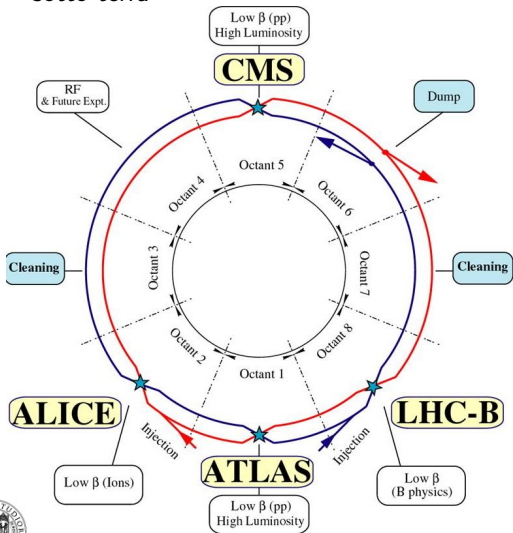 sotto terra
Low β (pp)
High Luminosity
CMS
RF
& Future Expt.
Dump
Octant 5
Octant 4
Octant 6
Octant 3
Octant 7
Cleaning
Cleaning
Octant 2
Octant 8
Octant 1
ALICE
LHC-B
Injection
Injection
ATLAS
Low β (Ions)
Low β
(B physics)
Low β (pp)
High Luminosity